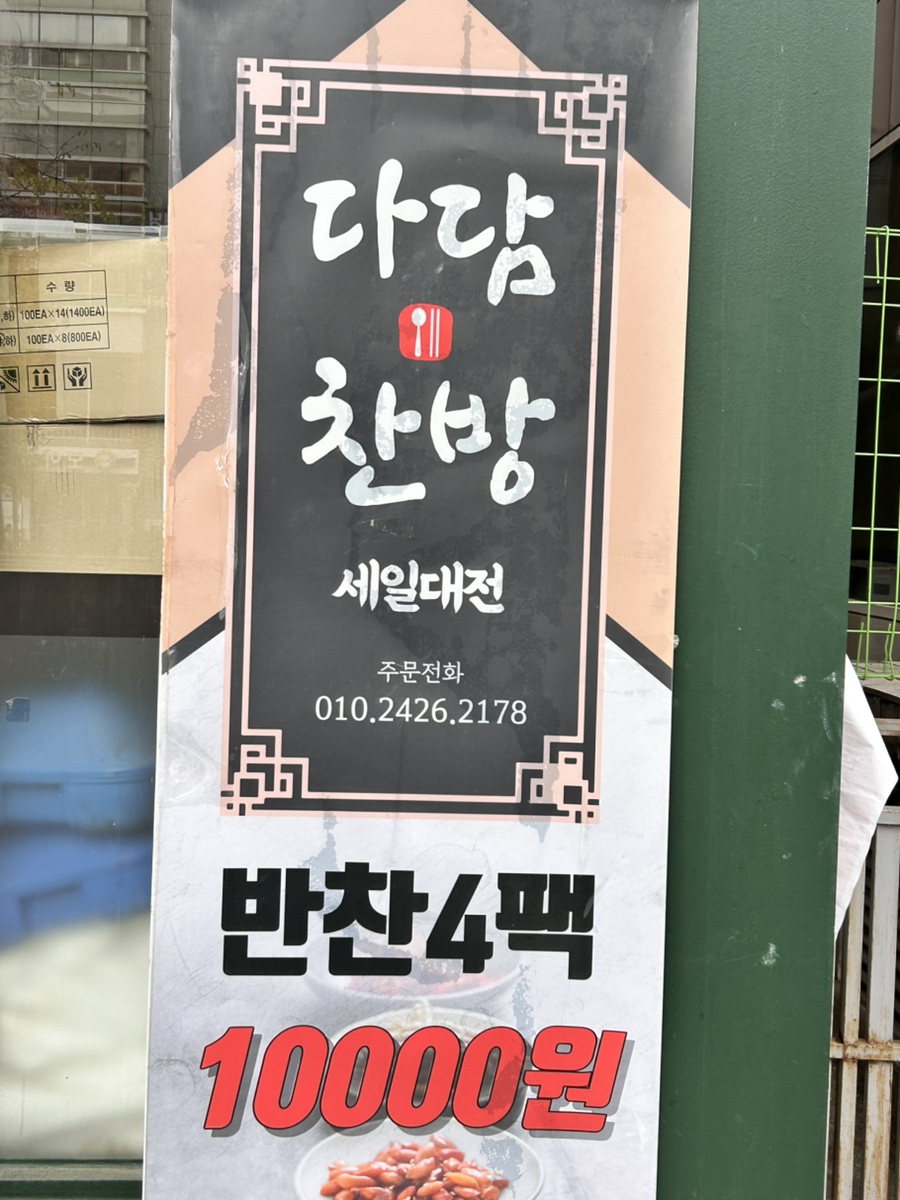 다담
찬방
세일대전
주문전화
010.2426.2178
반찬4팩
10000원
수 량
100EA×14(1400EA)
100EA×8(800EA)